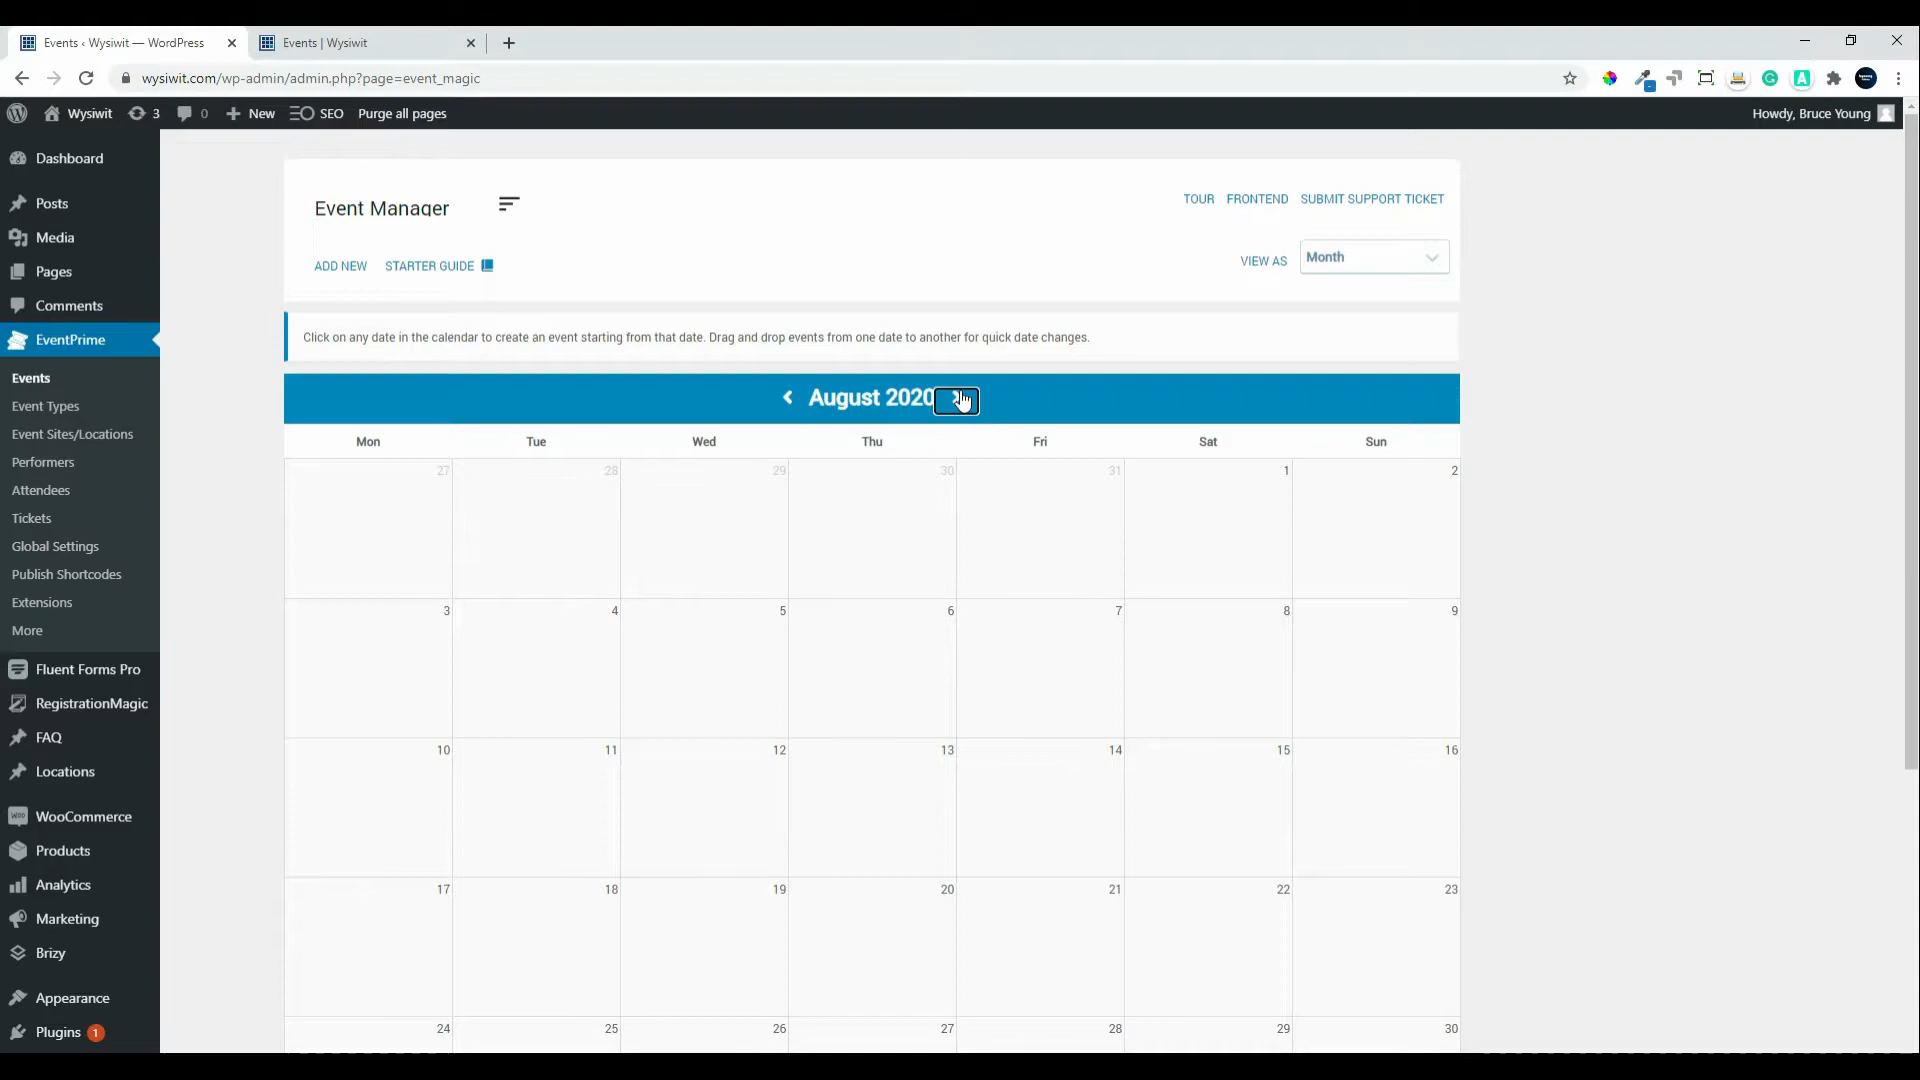 Events ‹ Wysiwit — WordPress
Events | Wysiwit
wysiwit.com/wp-admin/admin.php?page=event_magic
Wysiwit 3 0 New SEO Purge all pages
Howdy, Bruce Young
Dashboard
Posts
Media
Pages
Comments
EventPrime
Events
Event Types
Event Sites/Locations
Performers
Attendees
Tickets
Global Settings
Publish Shortcodes
Extensions
More
Fluent Forms Pro
RegistrationMagic
FAQ
Locations
WooCommerce
Products
Analytics
Marketing
Brizy
Appearance
Plugins 1
Event Manager
TOUR FRONTEND SUBMIT SUPPORT TICKET
ADD NEW STARTER GUIDE
VIEW AS Month
Click on any date in the calendar to create an event starting from that date. Drag and drop events from one date to another for quick date changes.
August 2020
Mon Tue Wed Thu Fri Sat Sun
27 28 29 30 31 1 2
3 4 5 6 7 8 9
10 11 12 13 14 15 16
17 18 19 20 21 22 23
24 25 26 27 28 29 30